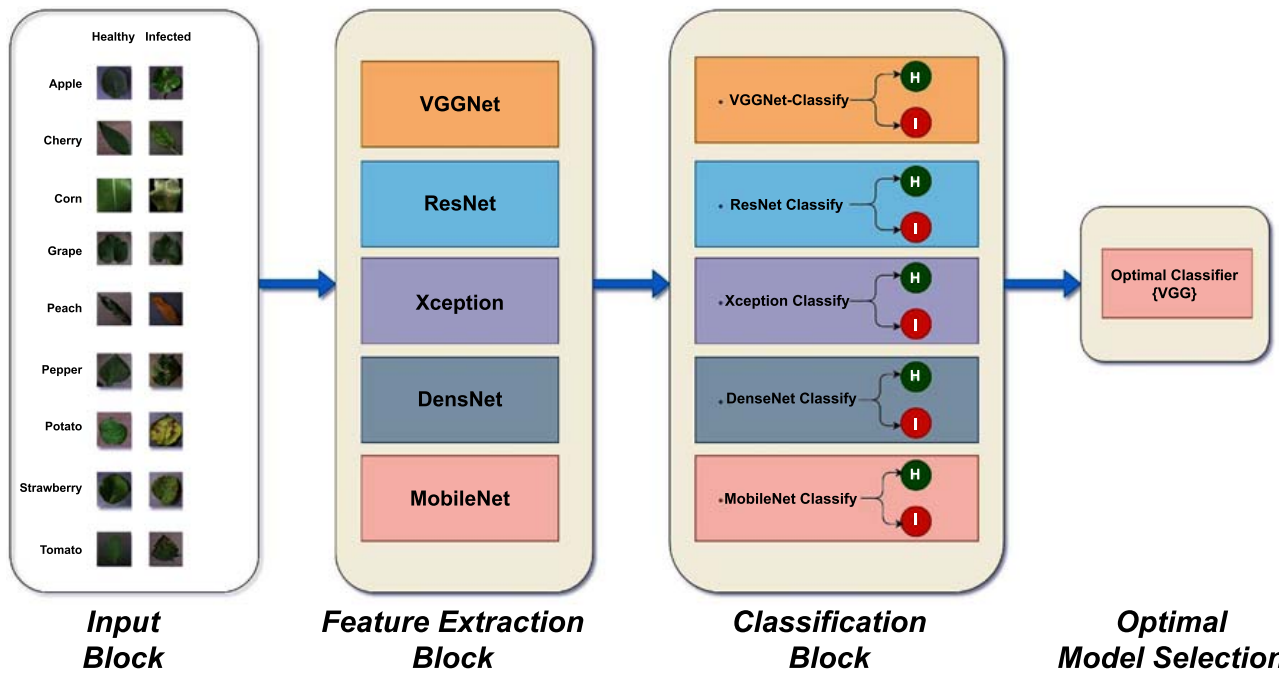 Healthy Infected
Apple
Cherry
Corn
Grape
Peach
Pepper
Potato
Strawberry
Tomato
Input
Block
VGGNet
ResNet
Xception
DensNet
MobileNet
Feature Extraction
Block
• VGGNet-Classify
H
I
• ResNet Classify
H
I
• Xception Classify
H
I
• DenseNet Classify
H
I
• MobileNet Classify
H
I
Classification
Block
Optimal Classifier
{VGG}
Optimal
Model Selection